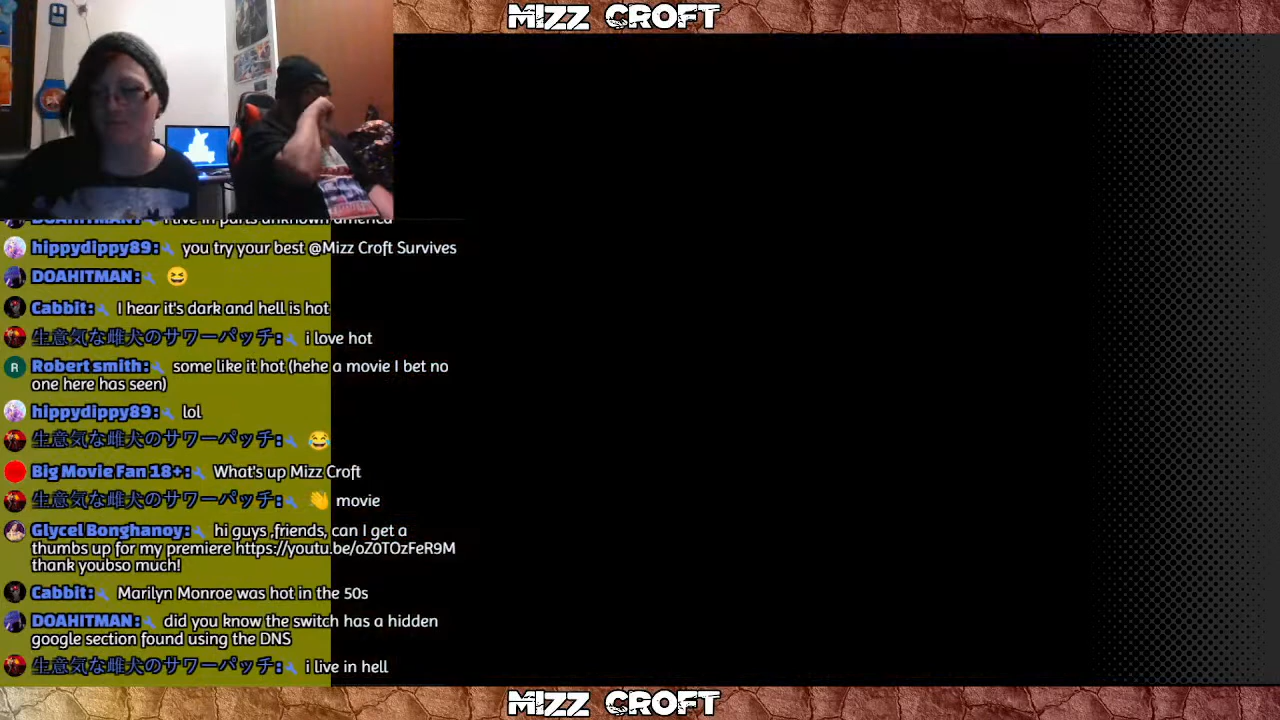 MIZZ CROFT
DOAHITMAN: i live in parts unknown america
hippydippy89: you try your best @Mizz Croft Survives
DOAHITMAN: 😆
Cabbit: I hear it's dark and hell is hot
生意気な雌犬のサワーパッチ: i love hot
Robert smith: some like it hot (hehe a movie I bet no
one here has seen)
hippydippy89: lol
生意気な雌犬のサワーパッチ: 😂
Big Movie Fan 18+: What's up Mizz Croft
生意気な雌犬のサワーパッチ: 👋 movie
Glycel Bonghanoy: hi guys ,friends, can I get a
thumbs up for my premiere https://youtu.be/oZ0TOzFeR9M
thank youbso much!
Cabbit: Marilyn Monroe was hot in the 50s
DOAHITMAN: did you know the switch has a hidden
google section found using the DNS
生意気な雌犬のサワーパッチ: i live in hell
MIZZ CROFT